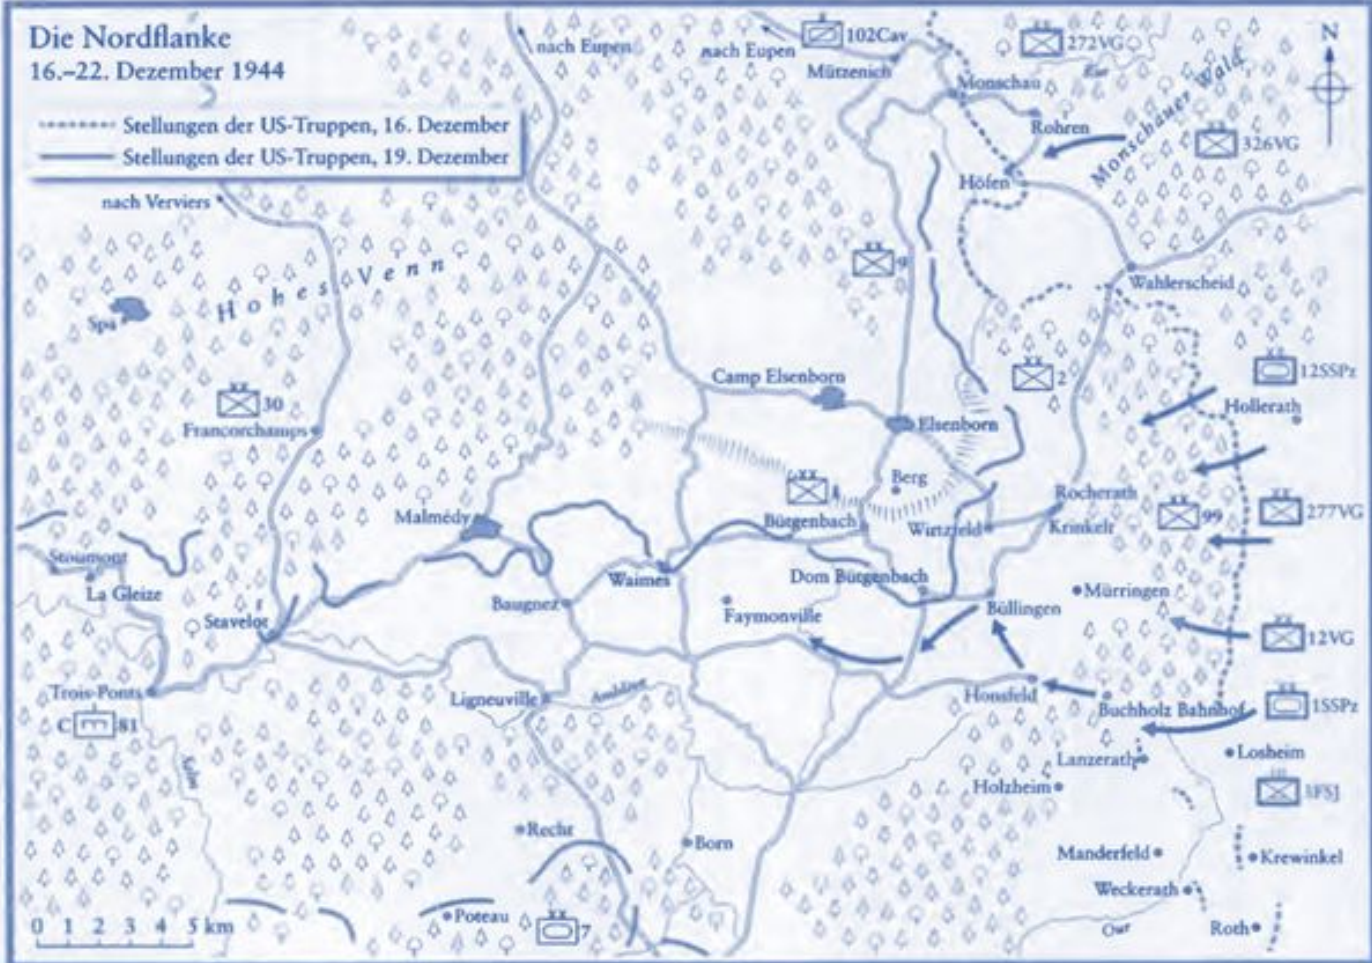 Die Nordflanke
16.–22. Dezember 1944
Stellungen der US-Truppen, 16. Dezember
Stellungen der US-Truppen, 19. Dezember
nach Eupen
nach Eupen
102Cav
272VG
N
Mützenich
Monschau
Rur
Monschauer Wald
Rohren
326VG
Höfen
nach Verviers
9
Wahlerscheid
Hohes Venn
Spa
30
Francorchamps
Camp Elsenborn
2
12SSPz
Hollerath
Elsenborn
Berg
Rocherath
277VG
99
Malmédy
Bütgenbach
Wirtzfeld
Krinkelt
Stoumont
La Gleize
Waimes
Dom Bütgenbach
Mürringen
Baugnez
Faymonville
Büllingen
Stavelot
12VG
Trois-Ponts
Ligneuville
Amblève
Honsfeld
1SSPz
C 81
Buchholz Bahnhof
Salm
Lanzerath
Losheim
Holzheim
3FSJ
Recht
Born
Manderfeld
Krewinkel
Weckerath
Poteau
7
Our
Roth
0 1 2 3 4 5 km